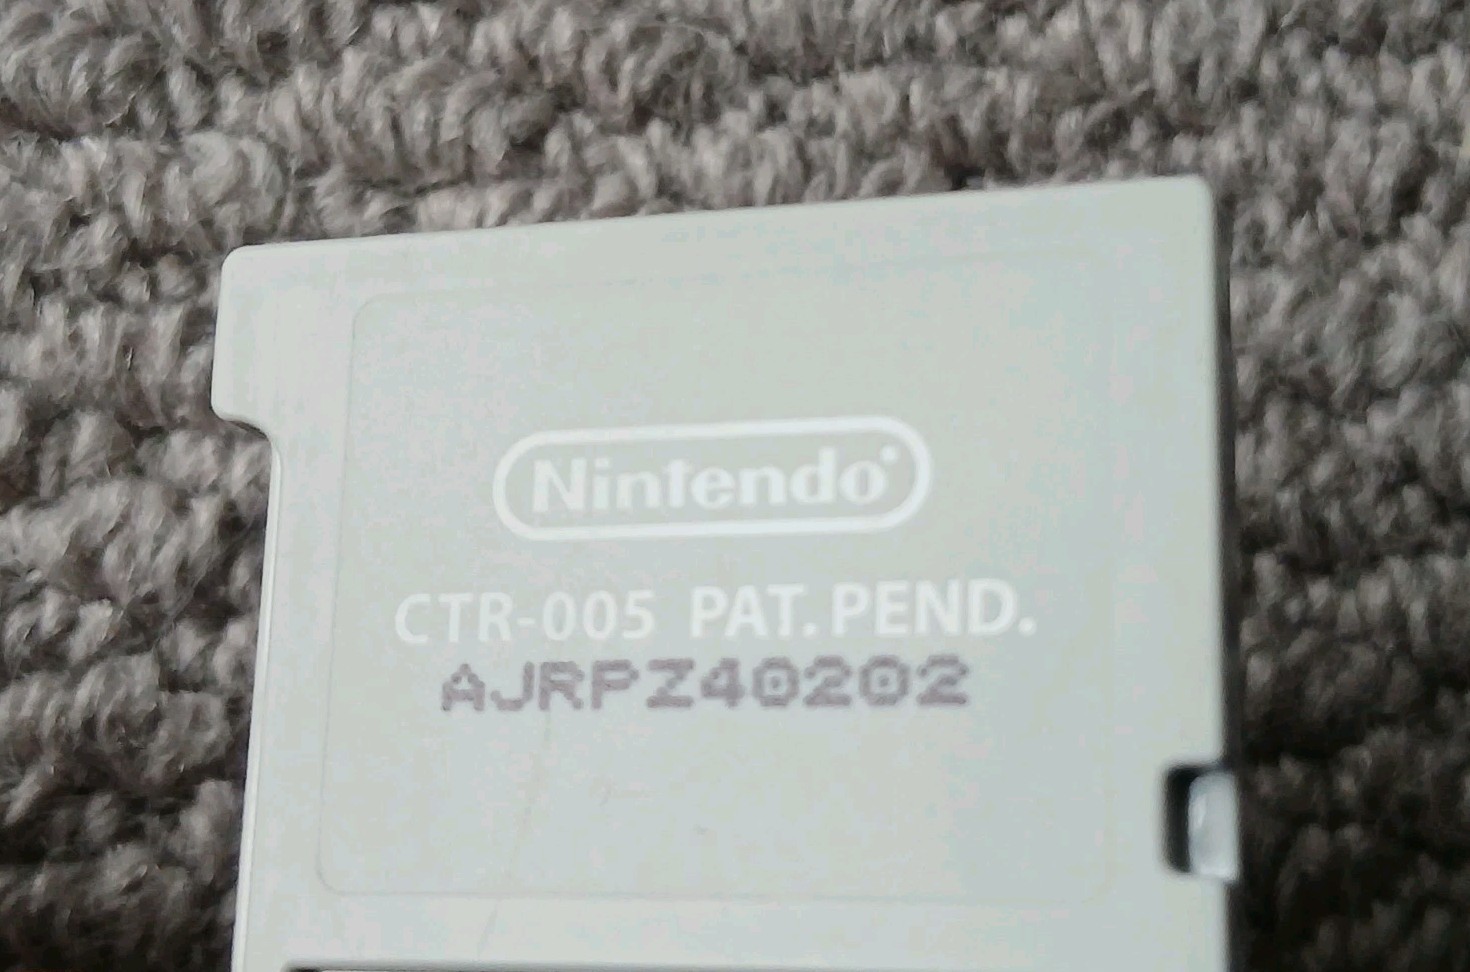 Nintendo
CTR-005 PAT. PEND.
AJRPZ40202